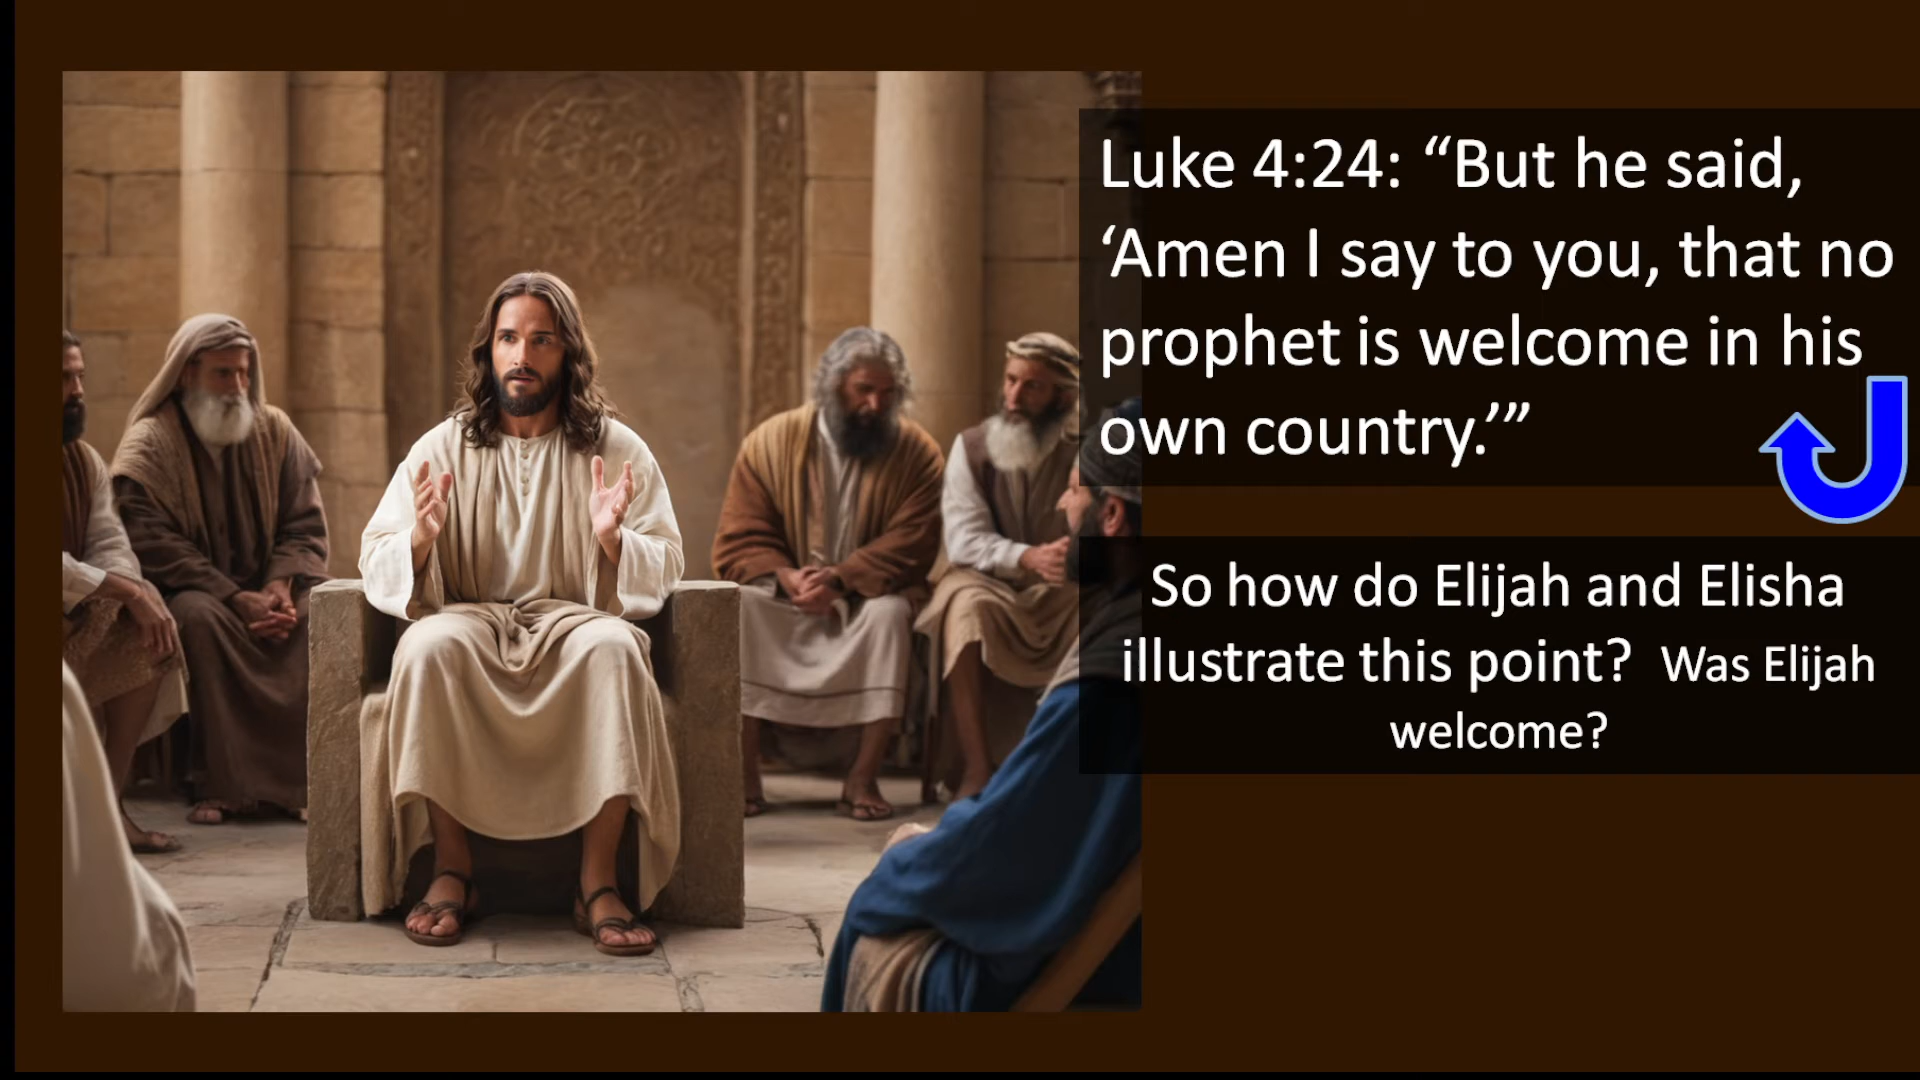 Luke 4:24: “But he said,
‘Amen I say to you, that no
prophet is welcome in his
own country.’”
So how do Elijah and Elisha
illustrate this point? Was Elijah
welcome?